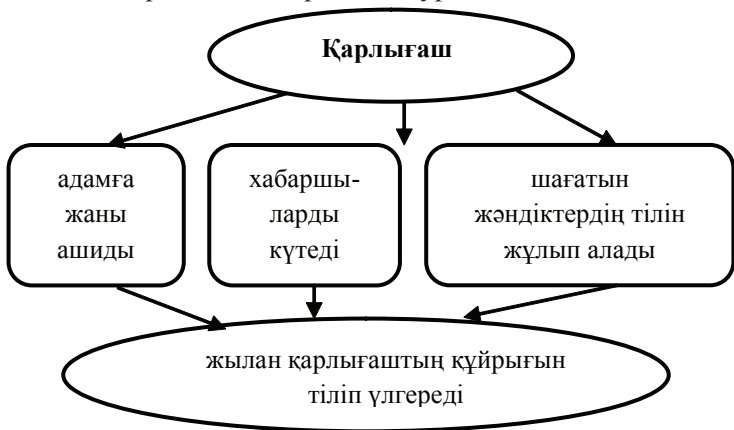 Қарлығаш
адамға
жаны
ашиды
хабаршы-
ларды
күтеді
шағатын
жәндіктердің тілін
жұлып алады
жылан қарлығаштың құйрығын
тіліп үлгереді